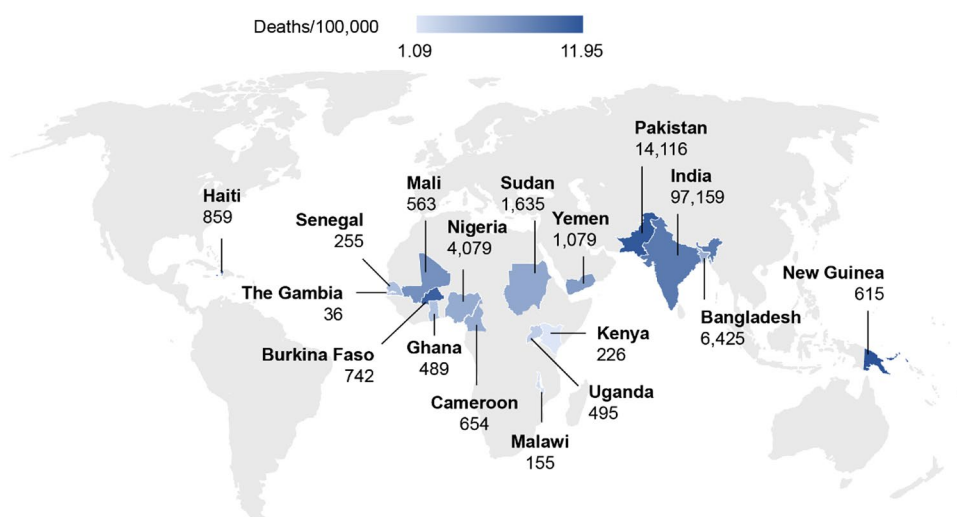 Deaths/100,000
1.09 11.95
Pakistan
14,116
India
97,159
Haiti
859
Mali
563
Sudan
1,635
Senegal
255
Nigeria
4,079
Yemen
1,079
New Guinea
615
The Gambia
36
Bangladesh
6,425
Burkina Faso
742
Ghana
489
Kenya
226
Cameroon
654
Uganda
495
Malawi
155